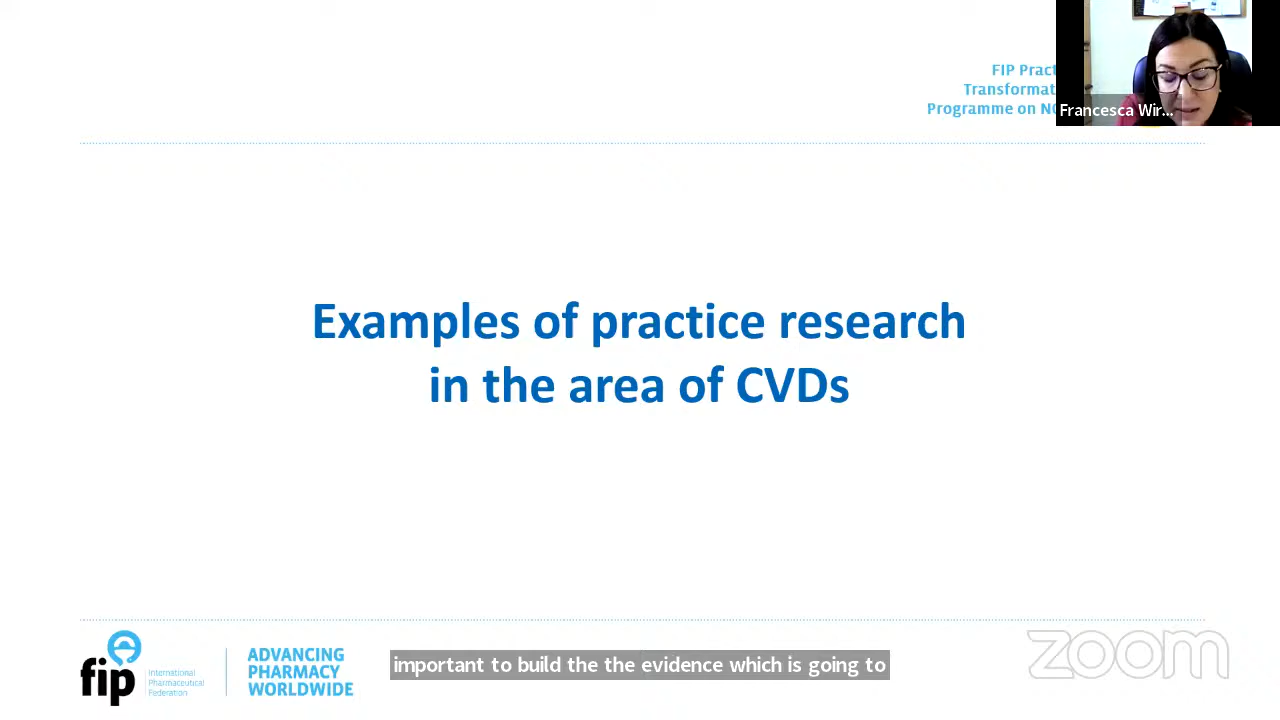 FIP Pract
Transformat
Programme on NC
Francesca Wir...
Examples of practice research
in the area of CVDs
fip
International
Pharmaceutical
Federation
ADVANCING
PHARMACY
WORLDWIDE
important to build the the evidence which is going to
zoom